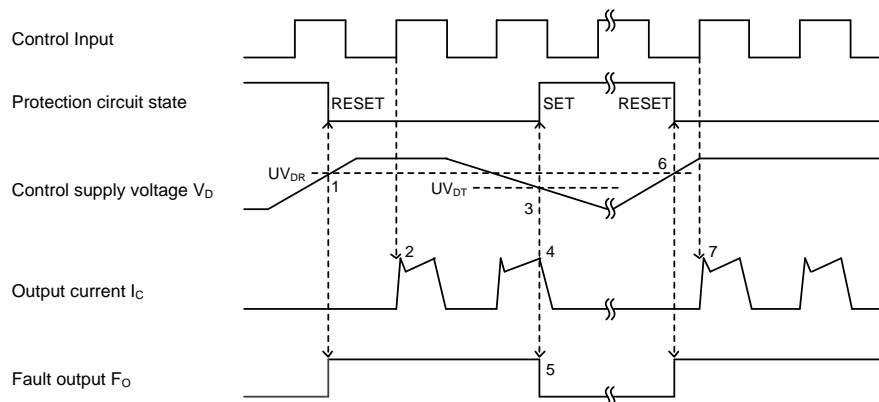 Control Input
Protection circuit state
RESET
SET
RESET
UVDR
1
6
Control supply voltage VD
UVDT
3
2
4
7
Output current IC
5
Fault output FO